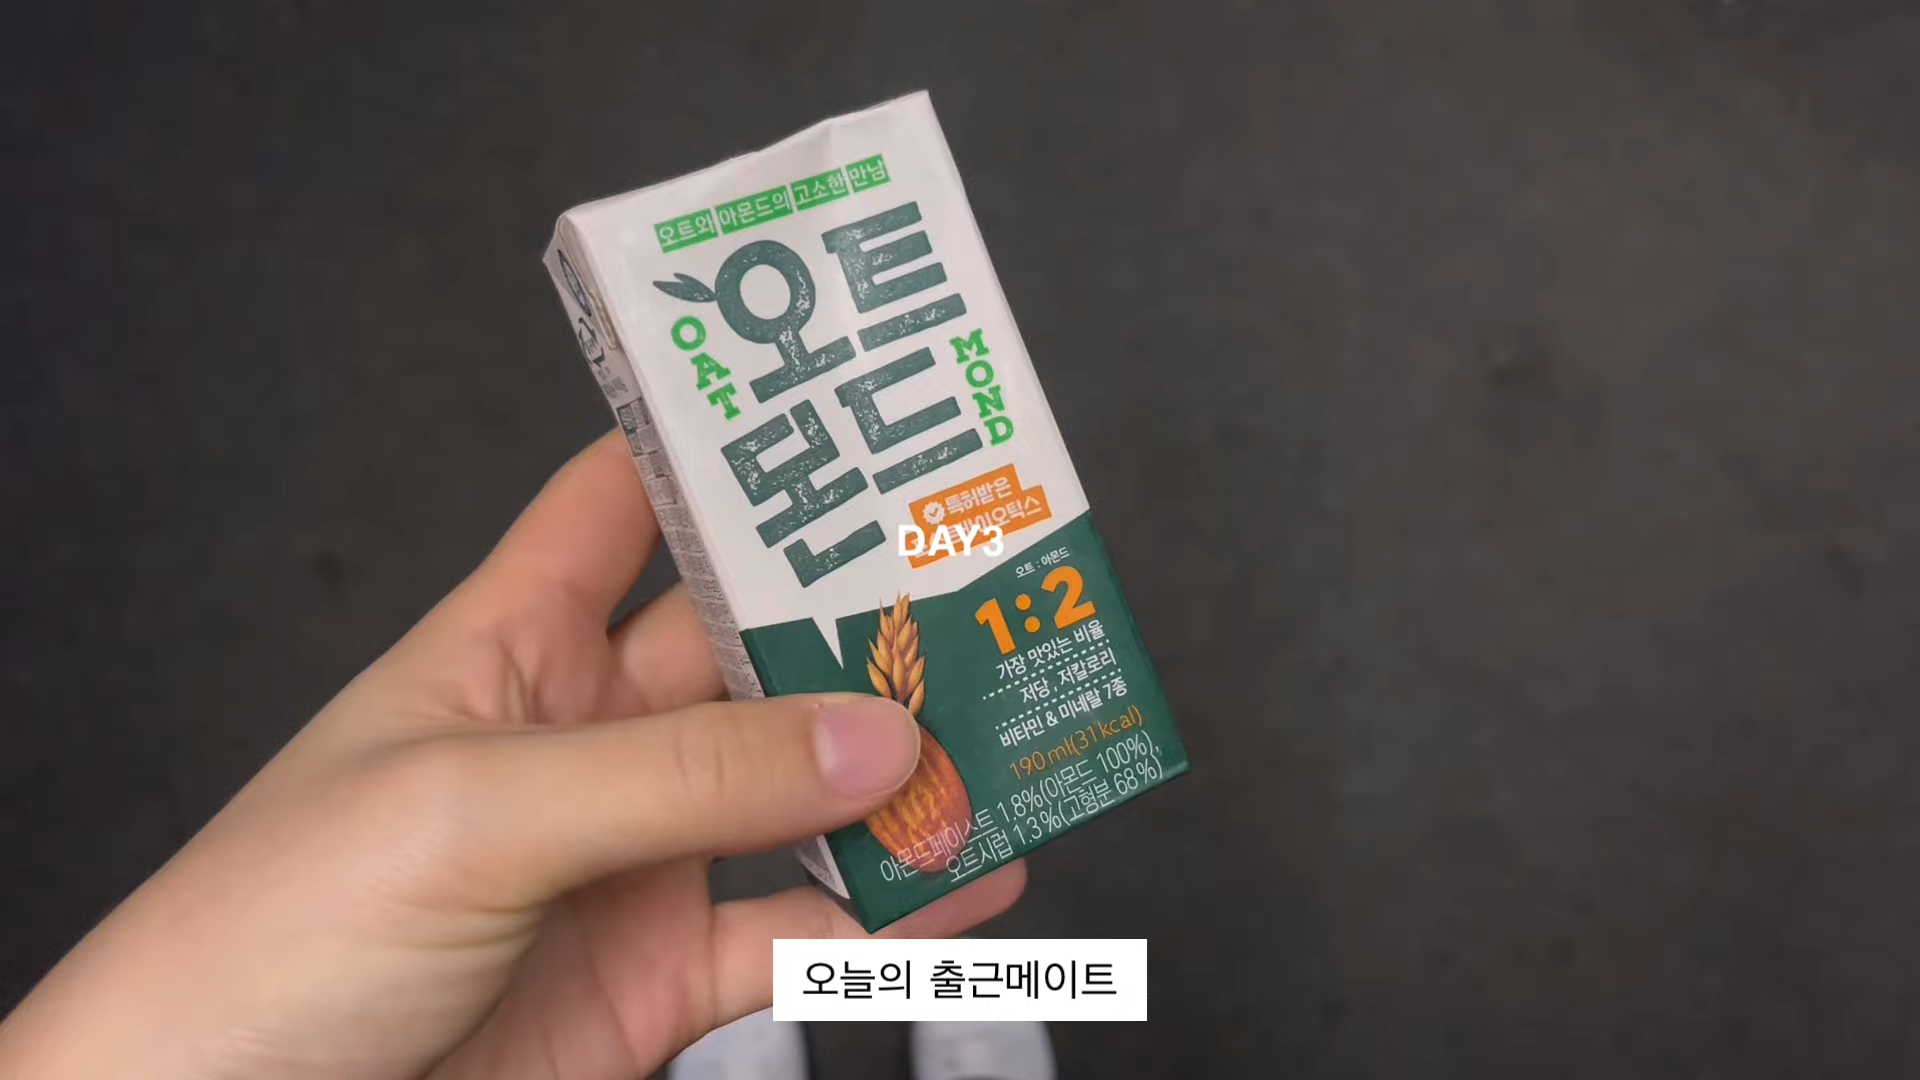 오트와 아몬드의 고소한 만남
오트
몬드
OAT
MOND
특허받은
DAY3
오트 : 아몬드
1:2
가장 맛있는 비율
저당, 저칼로리
비타민 & 미네랄 7종
190ml(31kcal)
아몬드페이스트 1.8%(아몬드 100%),
오트시럽 1.3%(고형분 68%)
오늘의 출근메이트